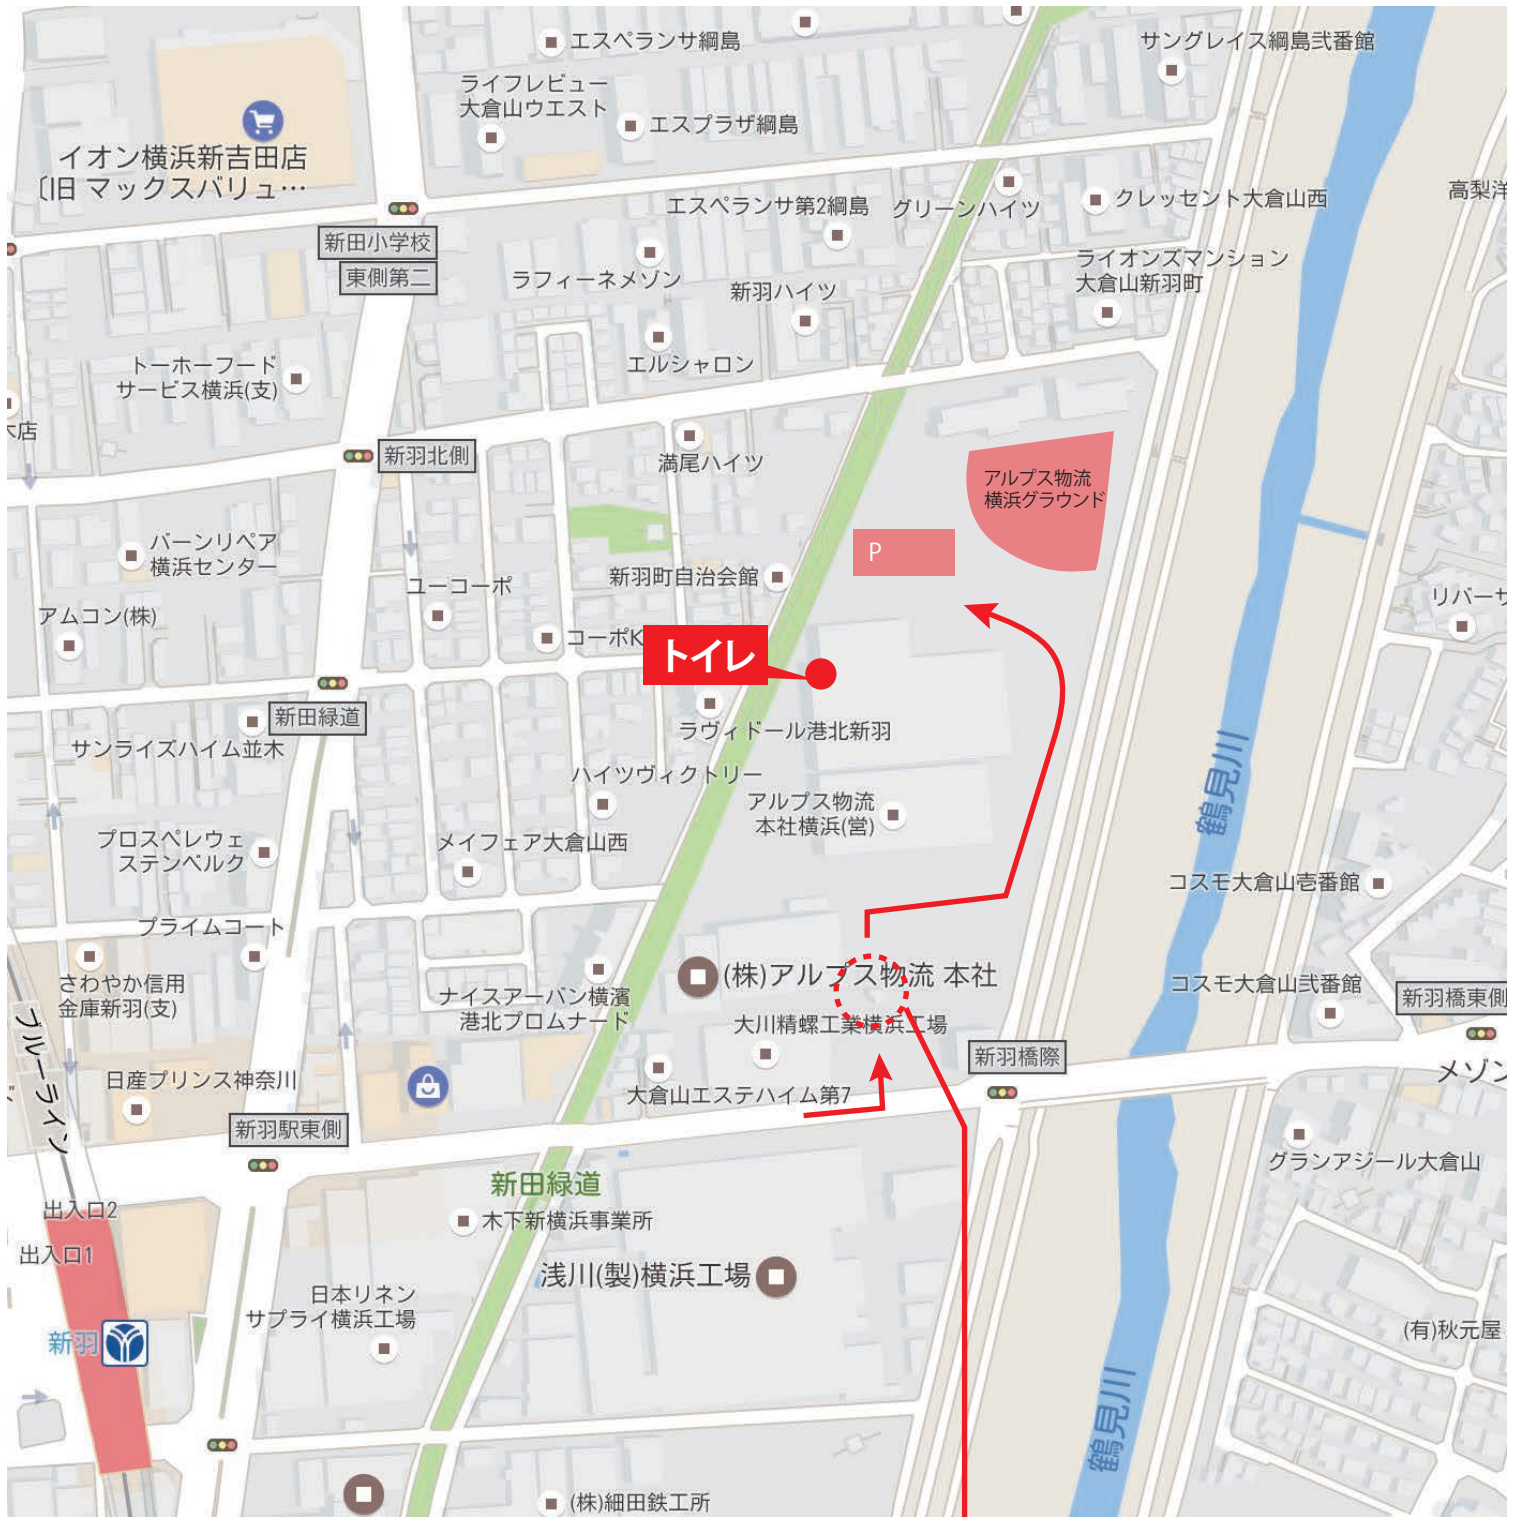 エスペランサ綱島
サングレイス綱島弐番館
ライフレビュー
大倉山ウエスト
エスプラザ綱島
イオン横浜新吉田店
〔旧 マックスバリュ…
エスペランサ第2綱島
グリーンハイツ
クレッセント大倉山西
高梨洋
新田小学校
東側第二
ラフィーネメゾン
新羽ハイツ
ライオンズマンション
大倉山新羽町
トーホーフード
サービス横浜(支)
エルシャロン
店
新羽北側
満尾ハイツ
アルプス物流
横浜グラウンド
バーンリペア
横浜センター
P
ユーコーポ
新羽町自治会館
リバーサ
アムコン(株)
コーポK
トイレ
新田緑道
サンライズハイム並木
ラヴィドール港北新羽
ハイツヴィクトリー
鶴見川
アルプス物流
本社横浜(営)
プロスペレウェ
ステンベルク
メイフェア大倉山西
コスモ大倉山壱番館
プライムコート
さわやか信用
金庫新羽(支)
(株)アルプス物流 本社
ナイスアーバン横濱
港北プロムナード
大川精螺工業横浜工場
コスモ大倉山弐番館
新羽橋東側
ブルーライン
新羽橋際
日産プリンス神奈川
大倉山エステハイム第7
メゾン
新羽駅東側
グランアジール大倉山
新田緑道
出入口2
木下新横浜事業所
出入口1
浅川(製)横浜工場
日本リネン
サプライ横浜工場
新羽
(有)秋元屋
鶴見川
(株)細田鉄工所